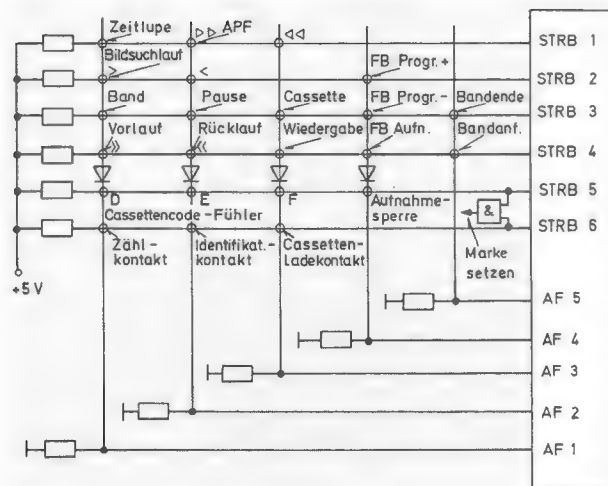 Zeitlupe ▷▷ APF ◁◁ STRB 1
Bildsuchlauf
> < FB Progr.+ STRB 2
Band Pause Cassette FB Progr.- Bandende STRB 3
Vorlauf Rücklauf Wiedergabe FB Aufn. Bandanf.
>> << STRB 4
D E F Aufnahme-
sperre STRB 5
&
Cassettencode-Fühler STRB 6
Zähl-
kontakt
Identifikat.-
kontakt
Cassetten-
Ladekontakt
Marke
setzen
+5V
AF 5
AF 4
AF 3
AF 2
AF 1